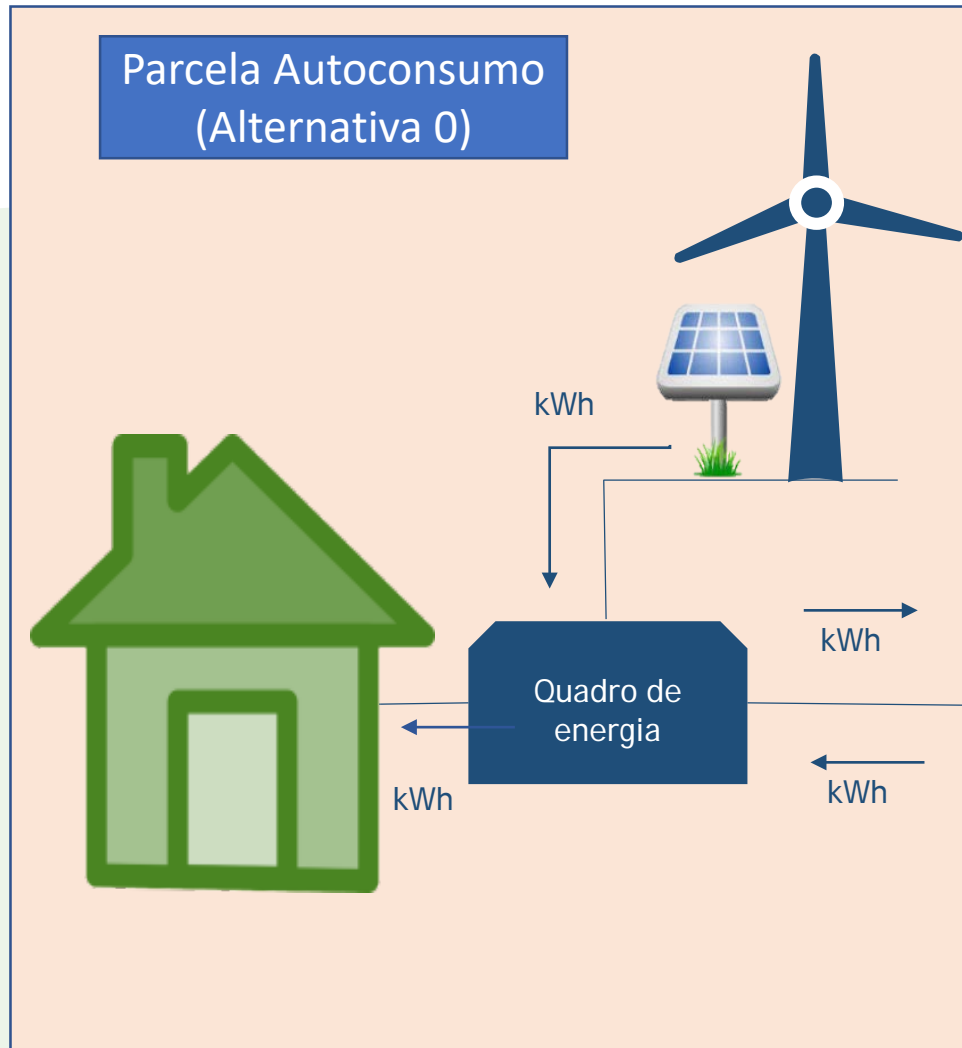 Parcela Autoconsumo
(Alternativa 0)
kWh
kWh
Quadro de
energia
kWh
kWh